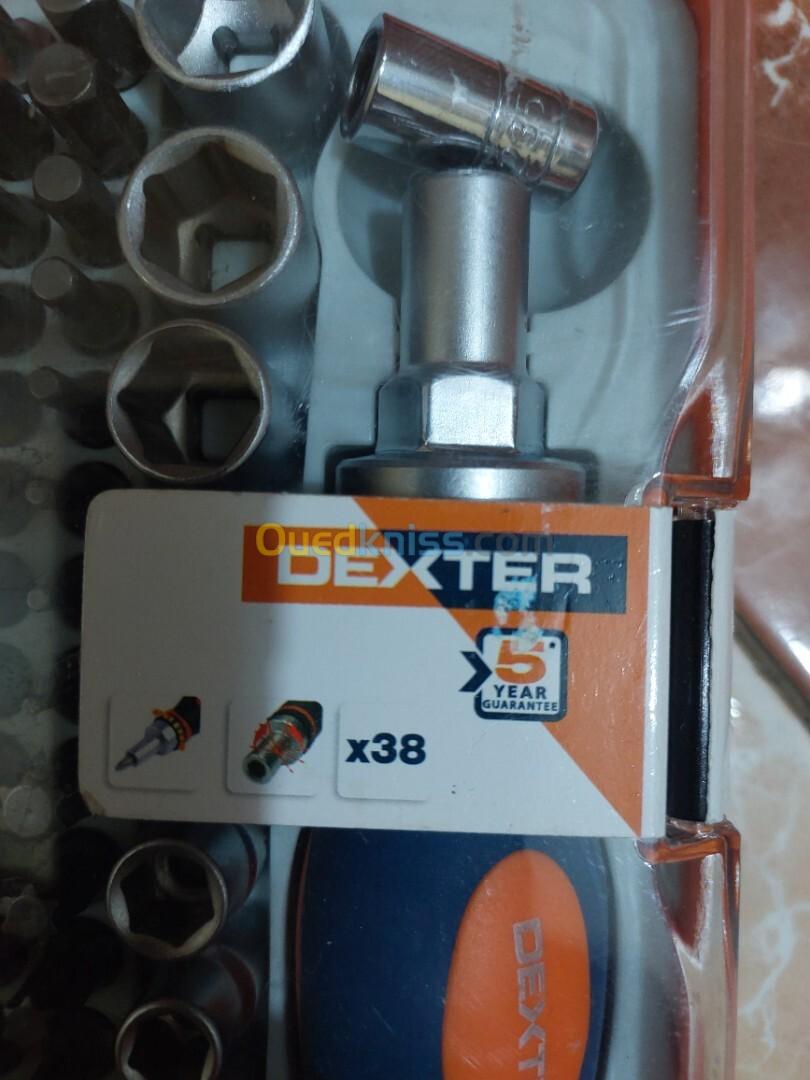 Ouedkniss.com
DEXTER
5*
YEAR
GUARANTEE
x38
DEXT